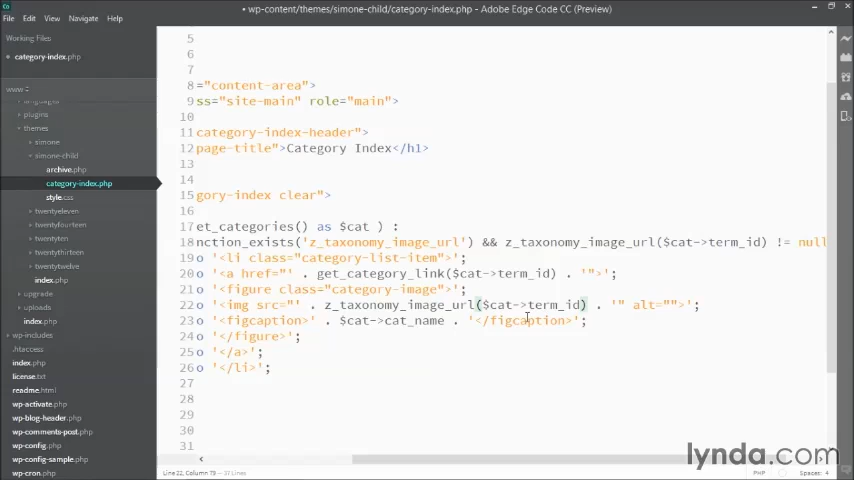 • wp-content/themes/simone-child/category-index.php - Adobe Edge Code CC (Preview)
File Edit View Navigate Help
Working Files
category-index.php
www
languages
plugins
themes
simone
simone-child
archive.php
category-index.php
style.css
twentyeleven
twentyfourteen
twentyten
twentythirteen
twentytwelve
index.php
upgrade
uploads
index.php
wp-includes
.htaccess
index.php
license.txt
readme.html
wp-activate.php
wp-blog-header.php
wp-comments-post.php
wp-config.php
wp-config-sample.php
wp-cron.php
5
6
7
8 ="content-area">
9 ss="site-main" role="main">
10
11 category-index-header">
12 page-title">Category Index</h1>
13
14
15 gory-index clear">
16
17 et_categories() as $cat ) :
18 nction_exists('z_taxonomy_image_url') && z_taxonomy_image_url($cat->term_id) != null
19 o '<li class="category-list-item">';
20 o '<a href="' . get_category_link($cat->term_id) . '">';
21 o '<figure class="category-image">';
22 o '<img src="' . z_taxonomy_image_url($cat->term_id) . '" alt="">';
23 o '<figcaption>' . $cat->cat_name . '</figcaption>';
24 o '</figure>';
25 o '</a>';
26 o '</li>';
27
28
29
30
31
Line 22, Column 79 — 37 Lines
PHP
Spaces: 4
lynda.com